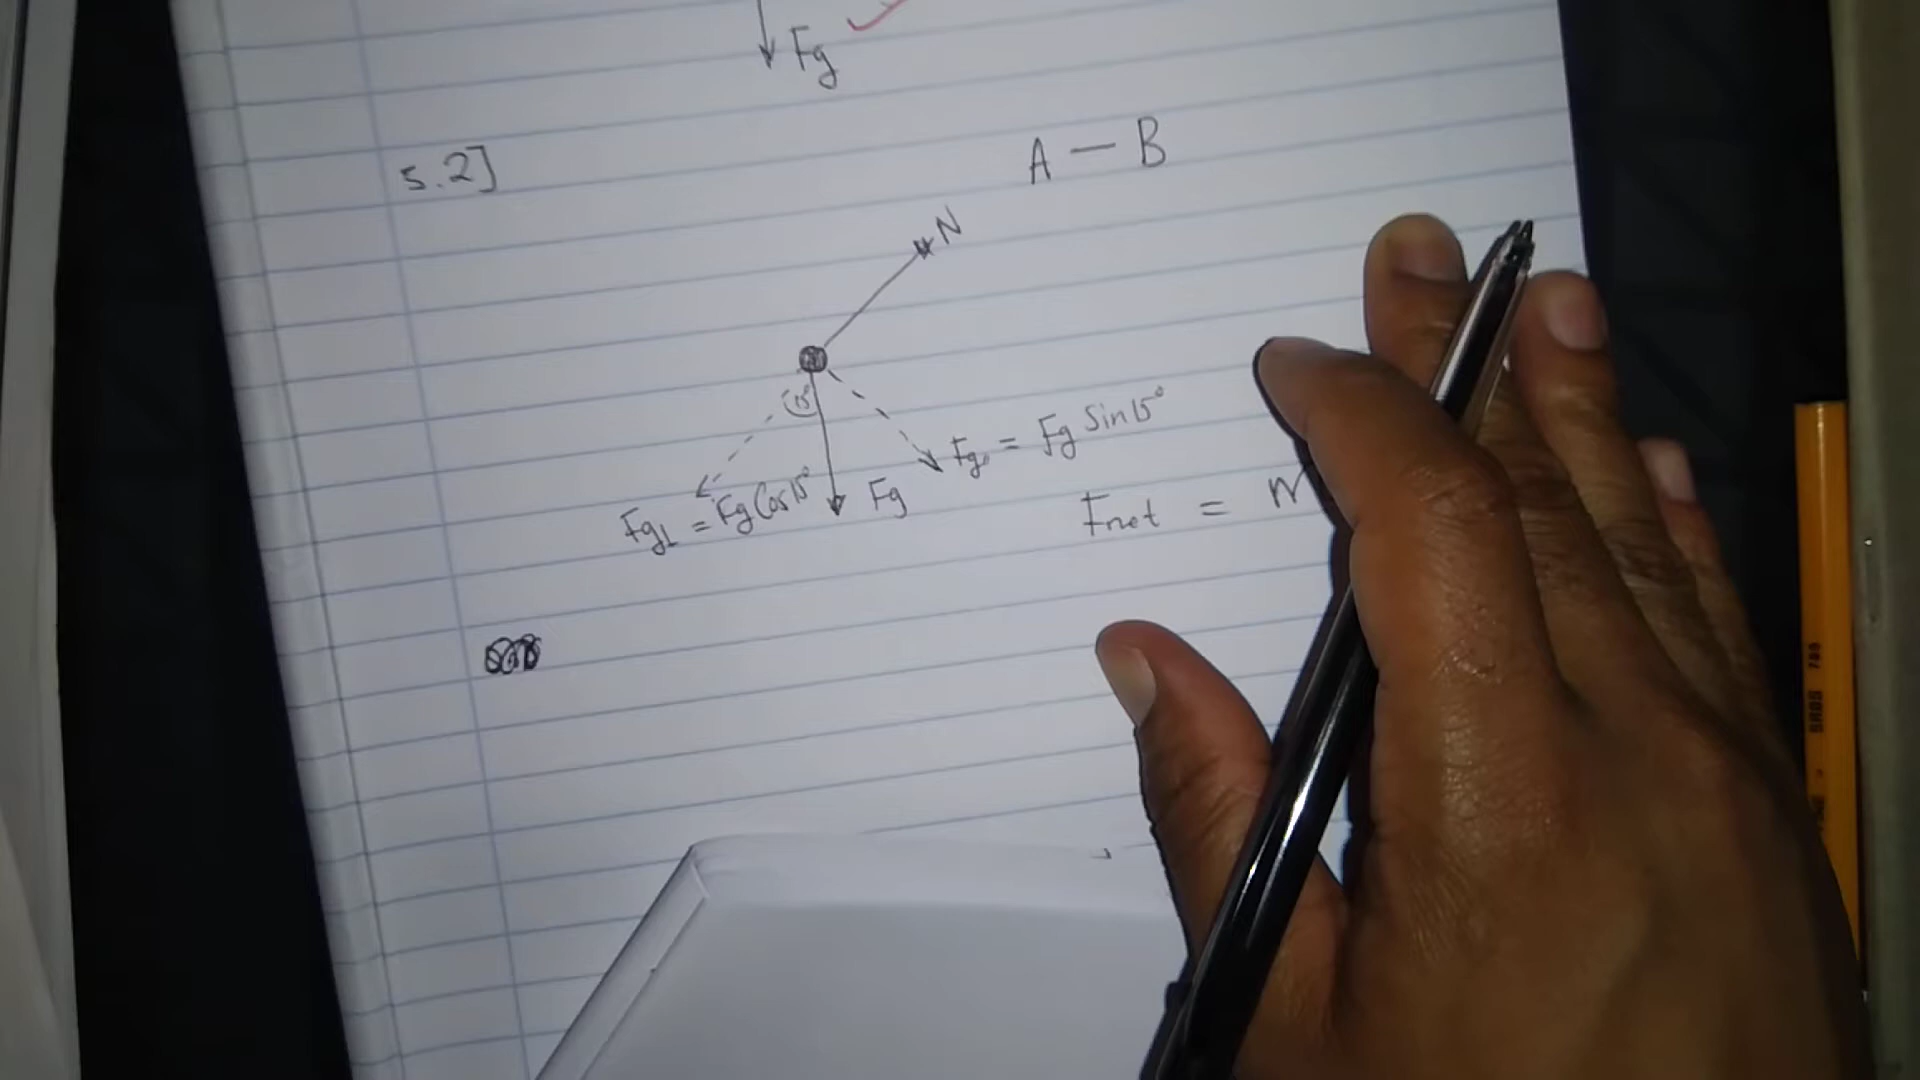 Fg
5.2]
A — B
N
15°
Fg∥ = Fg Sin 15°
Fg⊥ = Fg Cos 15°
Fg
Fnet = m